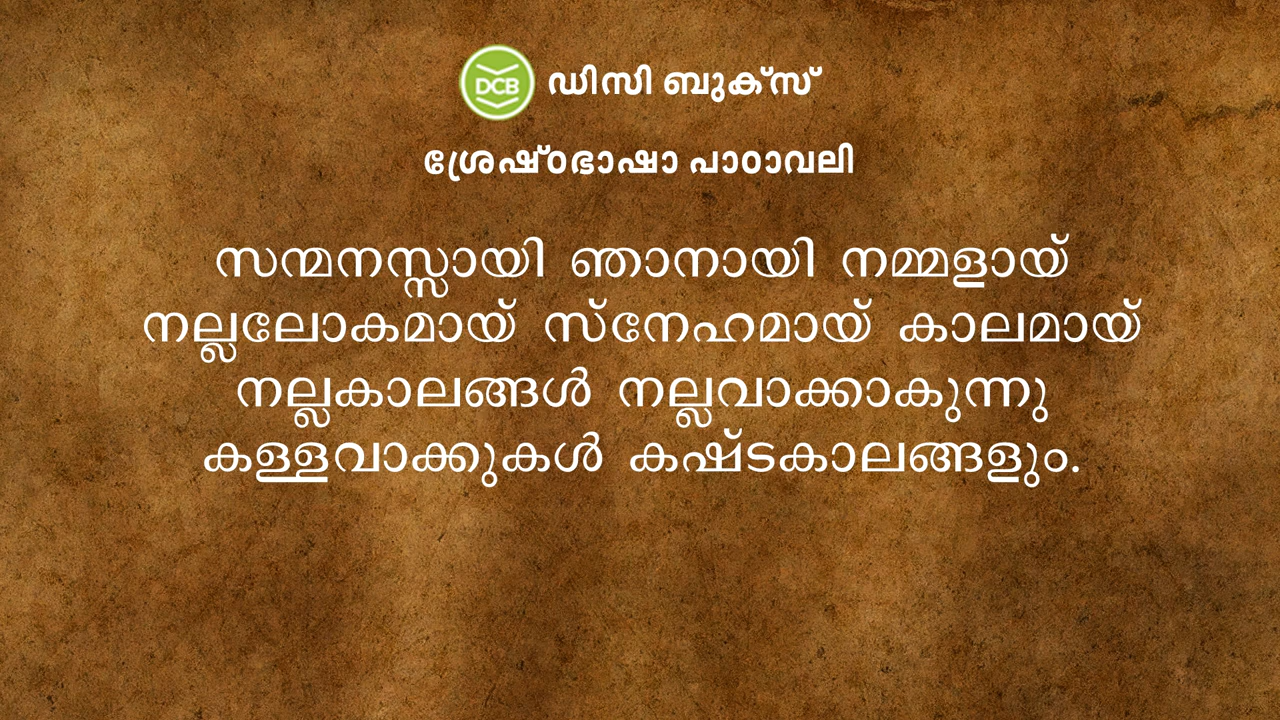 DCB ഡിസി ബുക്സ്
ശ്രേഷ്ഠഭാഷാ പാഠാവലി
സന്മനസ്സായി ഞാനായി നമ്മളായ്
നല്ലലോകമായ് സ്നേഹമായ് കാലമായ്
നല്ലകാലങ്ങൾ നല്ലവാക്കാകുന്നു
കള്ളവാക്കുകൾ കഷ്ടകാലങ്ങളും.